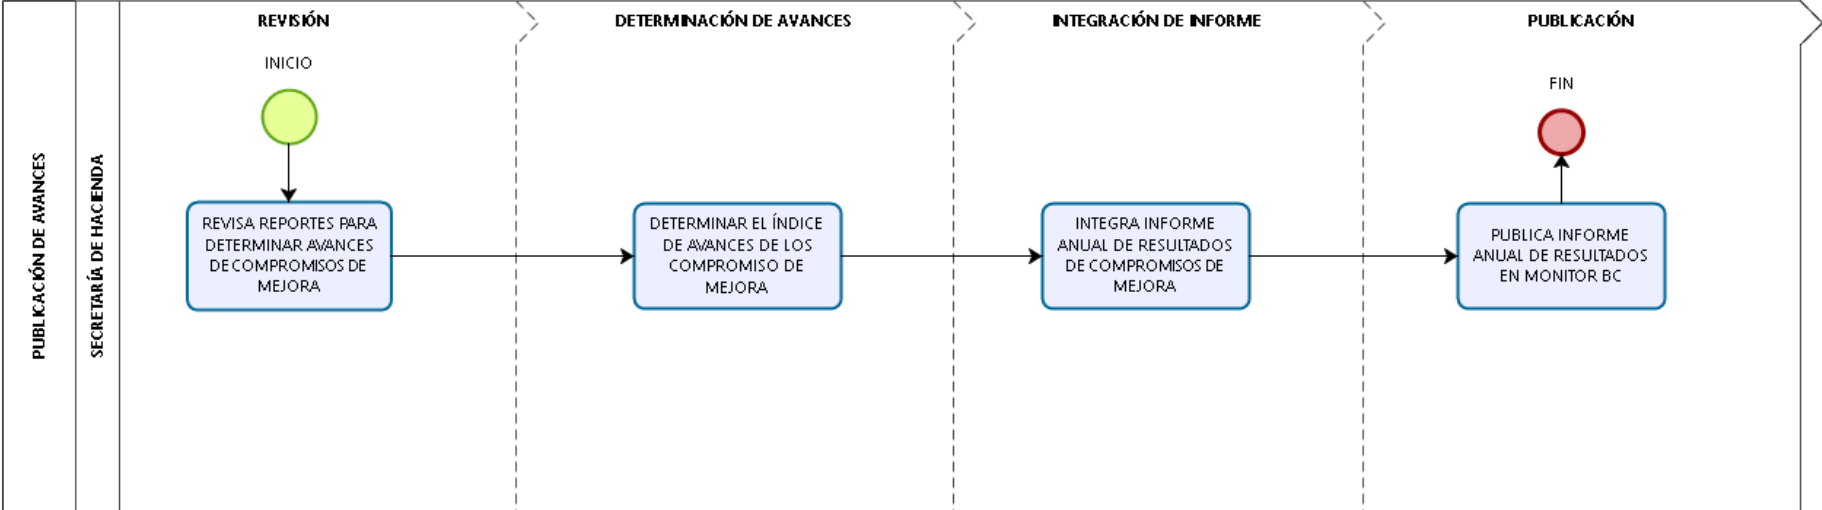 PUBLICACIÓN DE AVANCES
SECRETARÍA DE HACIENDA
REVISIÓN
DETERMINACIÓN DE AVANCES
INTEGRACIÓN DE INFORME
PUBLICACIÓN
INICIO
FIN
REVISA REPORTES PARA
DETERMINAR AVANCES
DE COMPROMISOS DE
MEJORA
DETERMINAR EL ÍNDICE
DE AVANCES DE LOS
COMPROMISO DE
MEJORA
INTEGRA INFORME
ANUAL DE RESULTADOS
DE COMPROMISOS DE
MEJORA
PUBLICA INFORME
ANUAL DE RESULTADOS
EN MONITOR BC